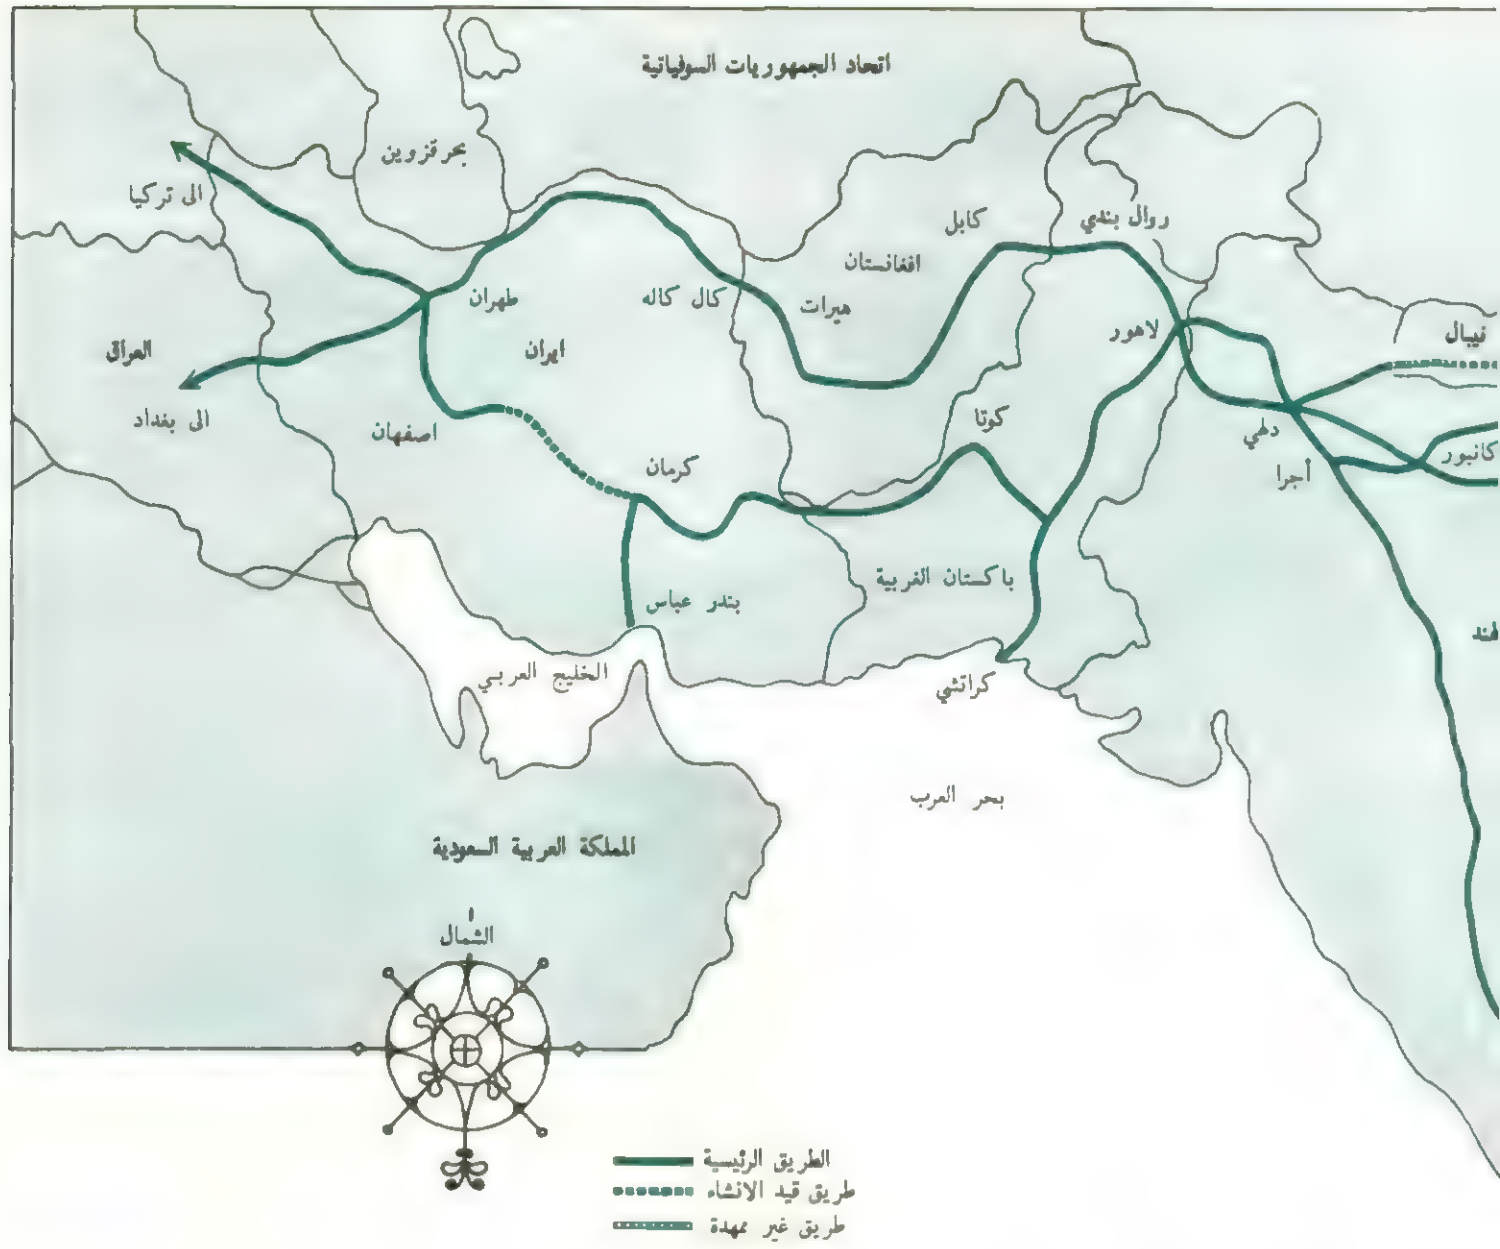 اتحاد الجمهوريات السوفياتية
بحر قزوين
الى تركيا
كابل
روال بندي
افغانستان
طهران
كال كاله
هيرات
لاهور
نيبال
العراق
ايران
الى بغداد
اصفهان
كوتا
دلهي
كانبور
كرمان
أجرا
باكستان الغربية
بندر عباس
الهند
الخليج العربي
كراتشي
بحر العرب
المملكة العربية السعودية
الشمال
الطريق الرئيسية
طريق قيد الانشاء
طريق غير ممهدة